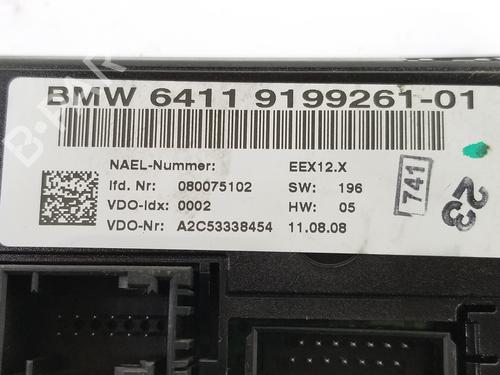 BMW 6411 9199261-01
NAEL-Nummer: EEX12.X
lfd. Nr: 080075102 SW: 196
VDO-Idx: 0002 HW: 05
VDO-Nr: A2C53338454 11.08.08
741
23
B-PARTS